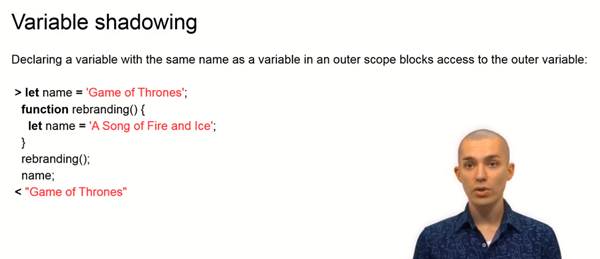 Variable shadowing
Declaring a variable with the same name as a variable in an outer scope blocks access to the outer variable:
> let name = 'Game of Thrones';
function rebranding() {
let name = 'A Song of Fire and Ice';
}
rebranding();
name;
< "Game of Thrones"